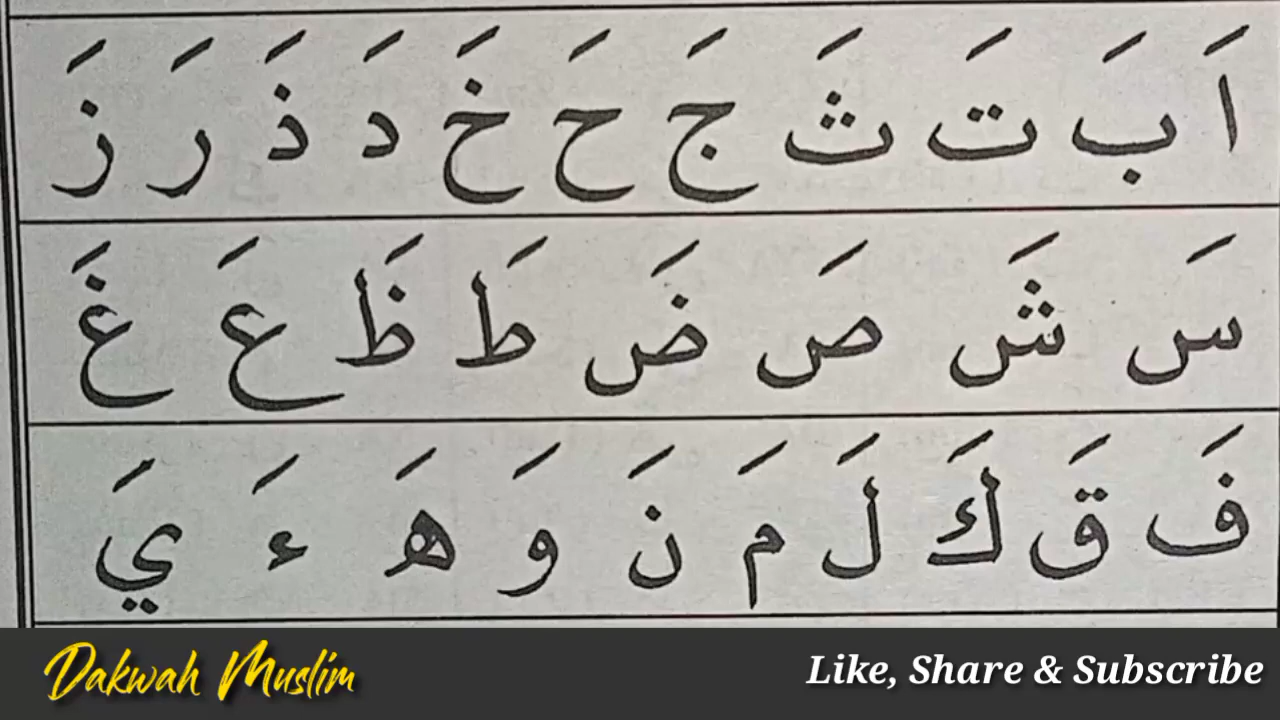 اَ بَ تَ ثَ جَ حَ خَ دَ ذَ رَ زَ
سَ شَ صَ ضَ طَ ظَ عَ غَ
فَ قَ كَ لَ مَ نَ وَ هَ ءَ يَ
Dakwah Muslim
Like, Share & Subscribe